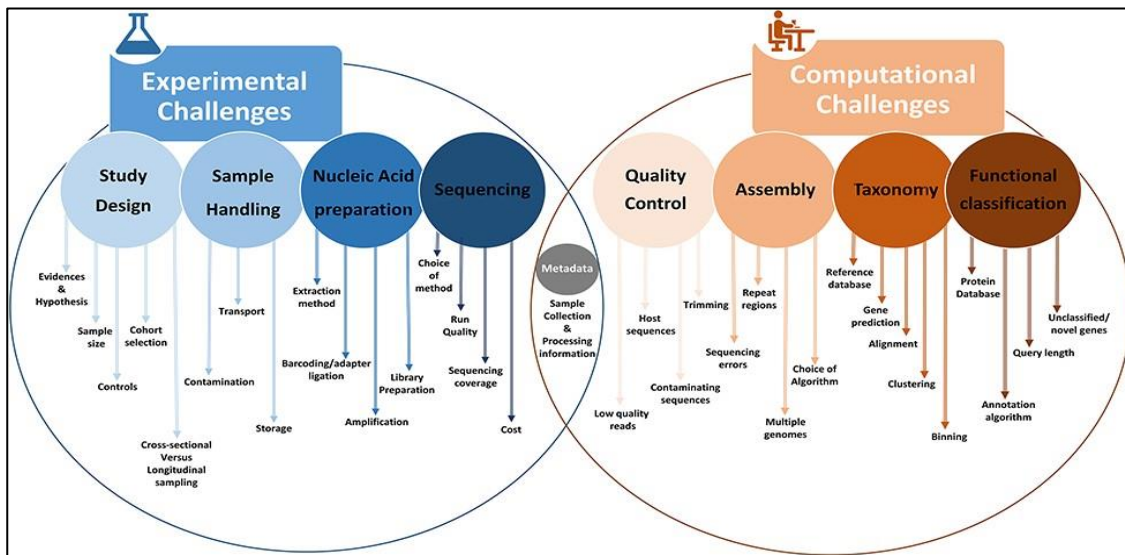 Experimental
Challenges
Computational
Challenges
Study
Design
Sample
Handling
Nucleic Acid
preparation
Sequencing
Quality
Control
Assembly
Taxonomy
Functional
classification
Evidences
&
Hypothesis
Sample
size
Controls
Cohort
selection
Cross-sectional
Versus
Longitudinal
sampling
Contamination
Transport
Storage
Extraction
method
Barcoding/adapter
ligation
Amplification
Library
Preparation
Choice
of method
Run
Quality
Sequencing
coverage
Cost
Metadata
Sample
Collection
&
Processing
information
Low quality
reads
Host
sequences
Contaminating
sequences
Trimming
Sequencing
errors
Repeat
regions
Multiple
genomes
Choice of
Algorithm
Reference
database
Gene
prediction
Alignment
Clustering
Binning
Protein
Database
Annotation
algorithm
Query length
Unclassified/
novel genes